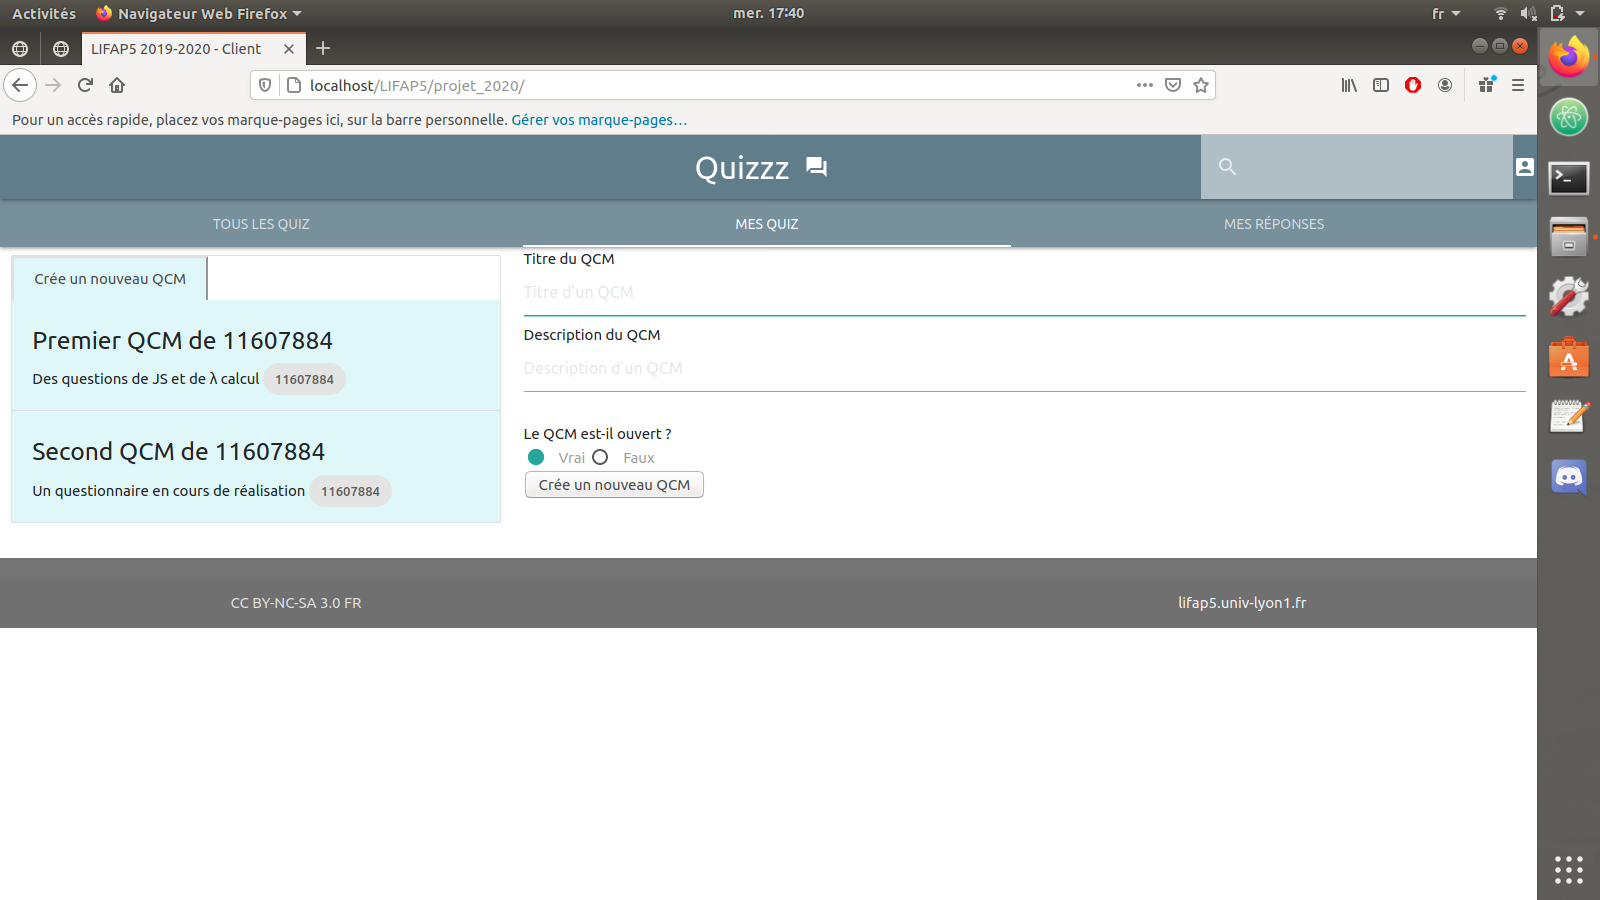 Activités Navigateur Web Firefox mer. 17:40 fr
LIFAP5 2019-2020 - Client
localhost/LIFAP5/projet_2020/
Pour un accès rapide, placez vos marque-pages ici, sur la barre personnelle. Gérer vos marque-pages…
Quizzz
TOUS LES QUIZ MES QUIZ MES RÉPONSES
Crée un nouveau QCM
Premier QCM de 11607884
Des questions de JS et de λ calcul 11607884
Second QCM de 11607884
Un questionnaire en cours de réalisation 11607884
Titre du QCM
Titre d'un QCM
Description du QCM
Description d'un QCM
Le QCM est-il ouvert ?
Vrai Faux
Crée un nouveau QCM
CC BY-NC-SA 3.0 FR lifap5.univ-lyon1.fr